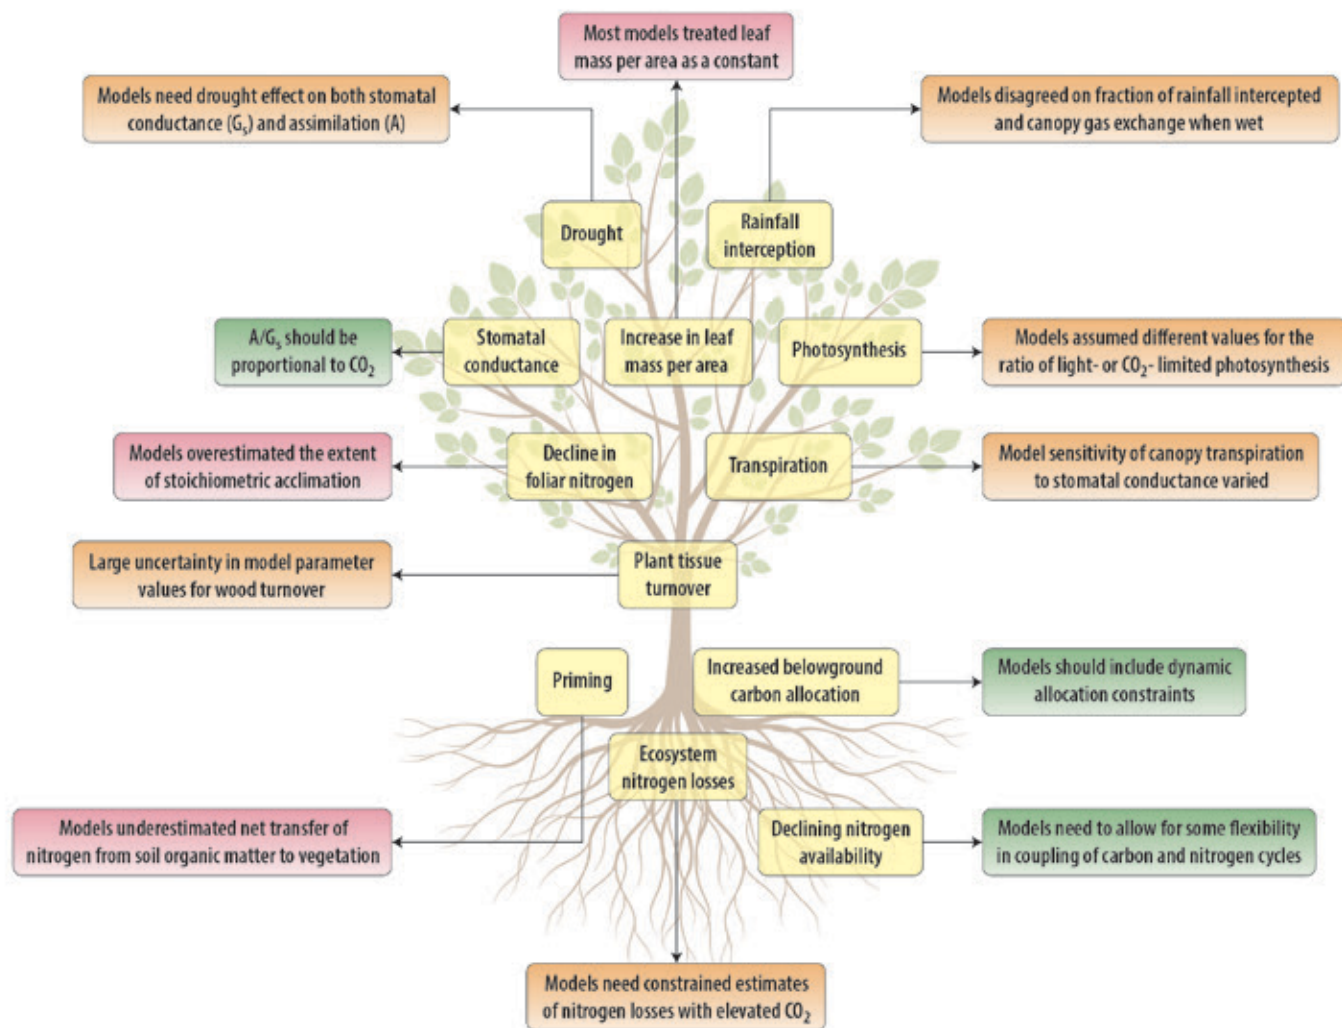 Most models treated leaf
mass per area as a constant
Models need drought effect on both stomatal
conductance (Gs) and assimilation (A)
Models disagreed on fraction of rainfall intercepted
and canopy gas exchange when wet
Drought
Rainfall
interception
A/Gs should be
proportional to CO2
Stomatal
conductance
Increase in leaf
mass per area
Photosynthesis
Models assumed different values for the
ratio of light- or CO2- limited photosynthesis
Models overestimated the extent
of stoichiometric acclimation
Decline in
foliar nitrogen
Transpiration
Model sensitivity of canopy transpiration
to stomatal conductance varied
Large uncertainty in model parameter
values for wood turnover
Plant tissue
turnover
Priming
Increased belowground
carbon allocation
Models should include dynamic
allocation constraints
Ecosystem
nitrogen losses
Models underestimated net transfer of
nitrogen from soil organic matter to vegetation
Declining nitrogen
availability
Models need to allow for some flexibility
in coupling of carbon and nitrogen cycles
Models need constrained estimates
of nitrogen losses with elevated CO2